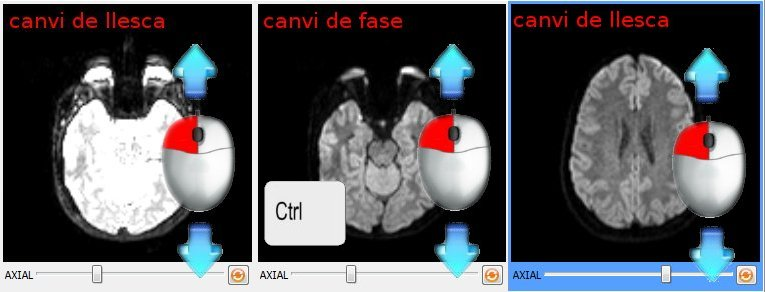 canvi de llesca
canvi de fase
canvi de llesca
Ctrl
AXIAL
AXIAL
AXIAL